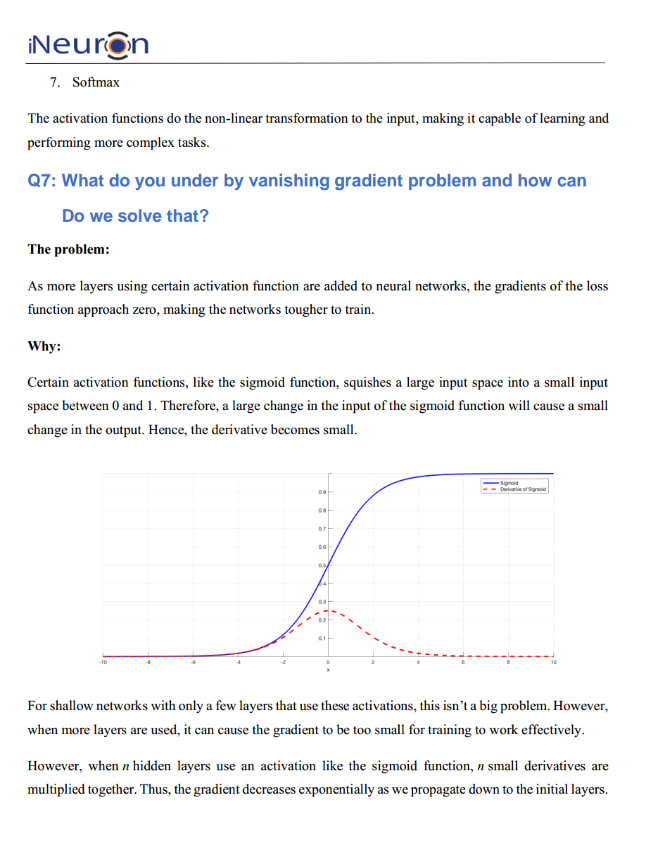 iNeuron
7. Softmax
The activation functions do the non-linear transformation to the input, making it capable of learning and
performing more complex tasks.
Q7: What do you under by vanishing gradient problem and how can
Do we solve that?
The problem:
As more layers using certain activation function are added to neural networks, the gradients of the loss
function approach zero, making the networks tougher to train.
Why:
Certain activation functions, like the sigmoid function, squishes a large input space into a small input
space between 0 and 1. Therefore, a large change in the input of the sigmoid function will cause a small
change in the output. Hence, the derivative becomes small.
Sigmoid
Derivative of Sigmoid
0.9
0.8
0.7
0.6
0.5
0.4
0.3
0.2
0.1
-10 -8 -6 -4 -2 0 2 4 6 8 10
x
For shallow networks with only a few layers that use these activations, this isn't a big problem. However,
when more layers are used, it can cause the gradient to be too small for training to work effectively.
However, when n hidden layers use an activation like the sigmoid function, n small derivatives are
multiplied together. Thus, the gradient decreases exponentially as we propagate down to the initial layers.